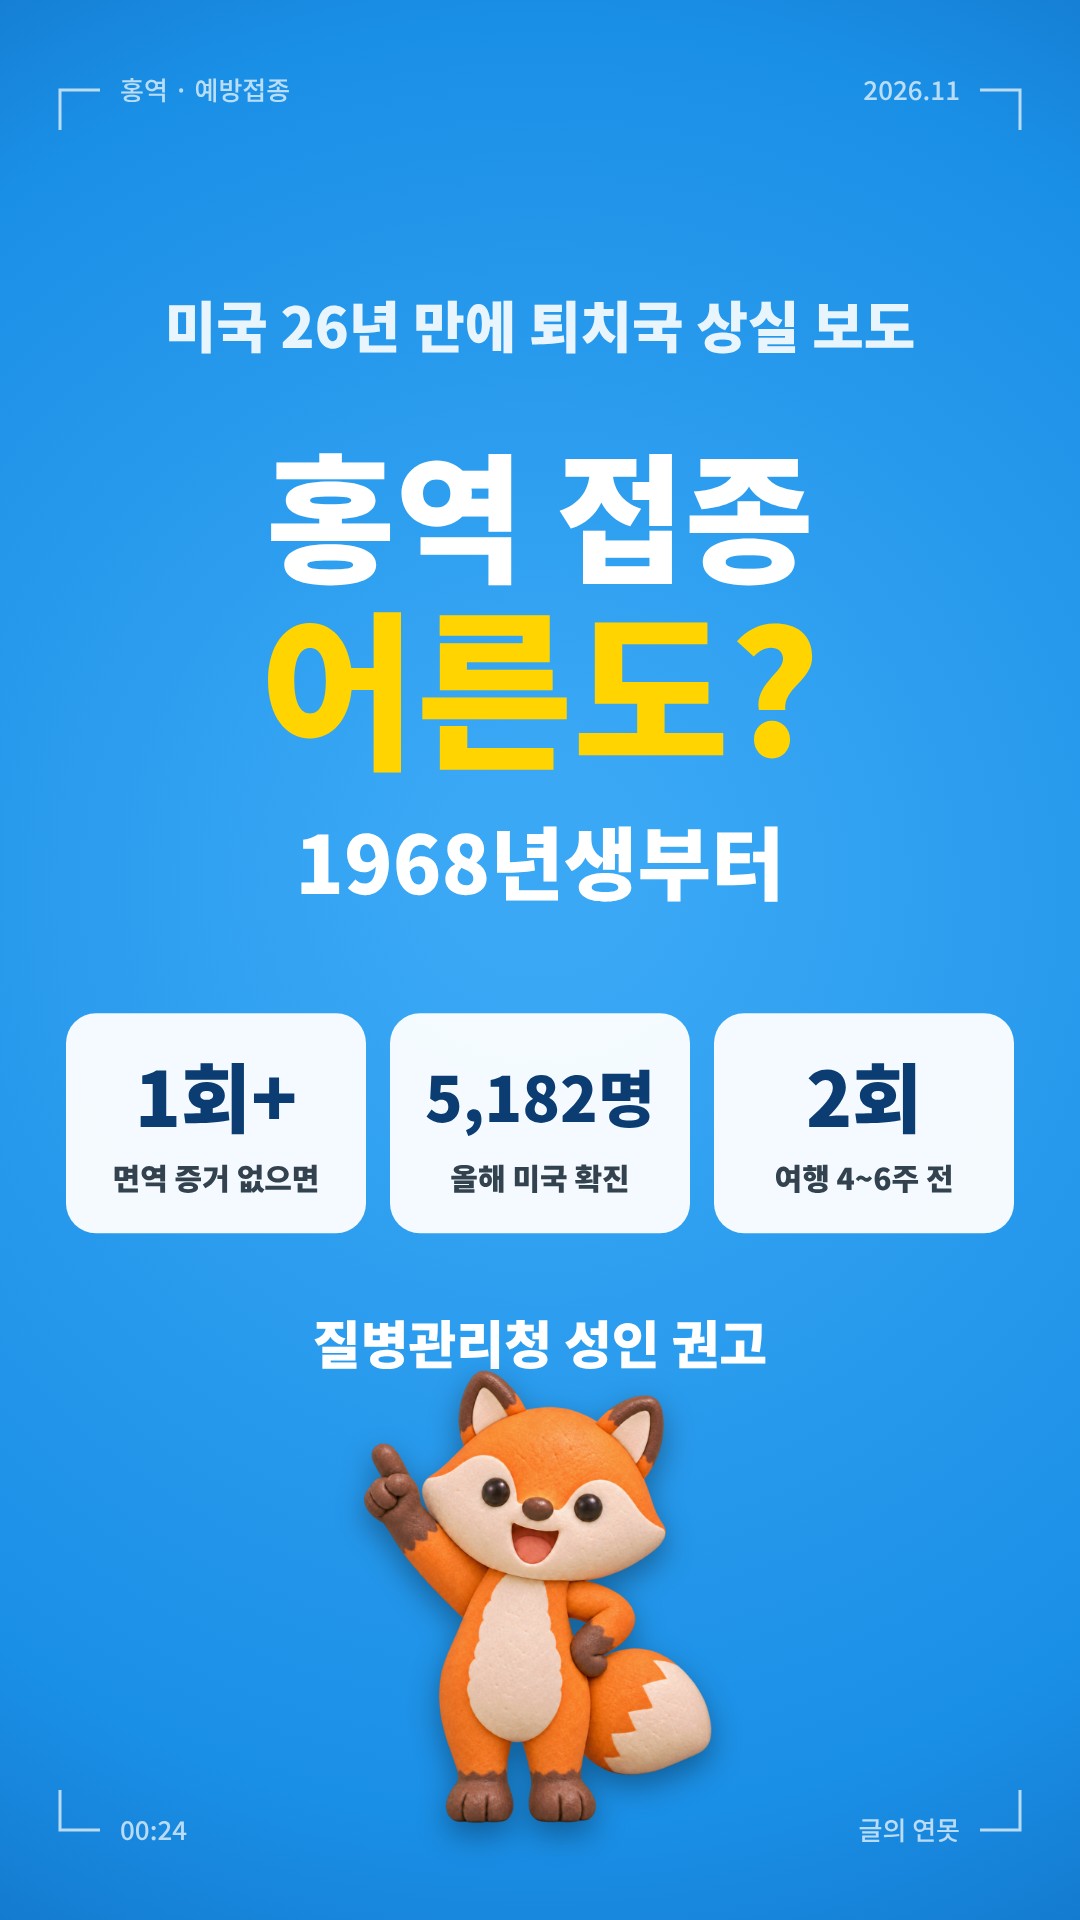 홍역 · 예방접종
2026.11
미국 26년 만에 퇴치국 상실 보도
홍역 접종
어른도?
1968년생부터
1회+
면역 증거 없으면
5,182명
올해 미국 확진
2회
여행 4~6주 전
질병관리청 성인 권고
00:24
글의 연못